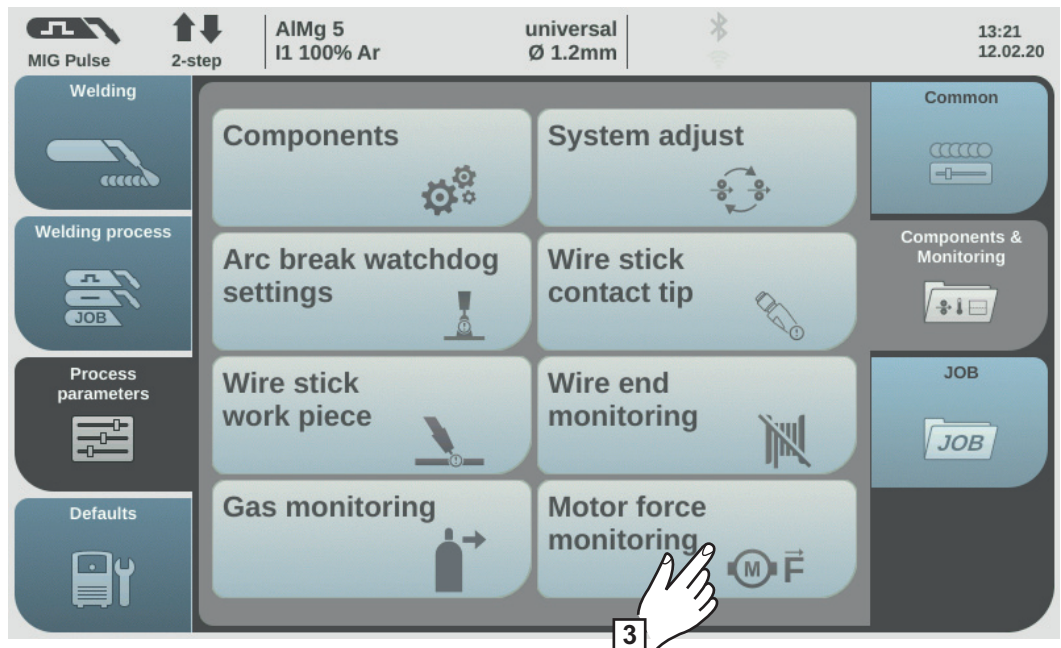 MIG Pulse
2-step
AlMg 5
I1 100% Ar
universal
Ø 1.2mm
13:21
12.02.20
Welding
Welding process
JOB
Process
parameters
Defaults
Components
System adjust
Arc break watchdog
settings
Wire stick
contact tip
Wire stick
work piece
Wire end
monitoring
Gas monitoring
Motor force
monitoring
M F
3
Common
Components &
Monitoring
JOB
JOB